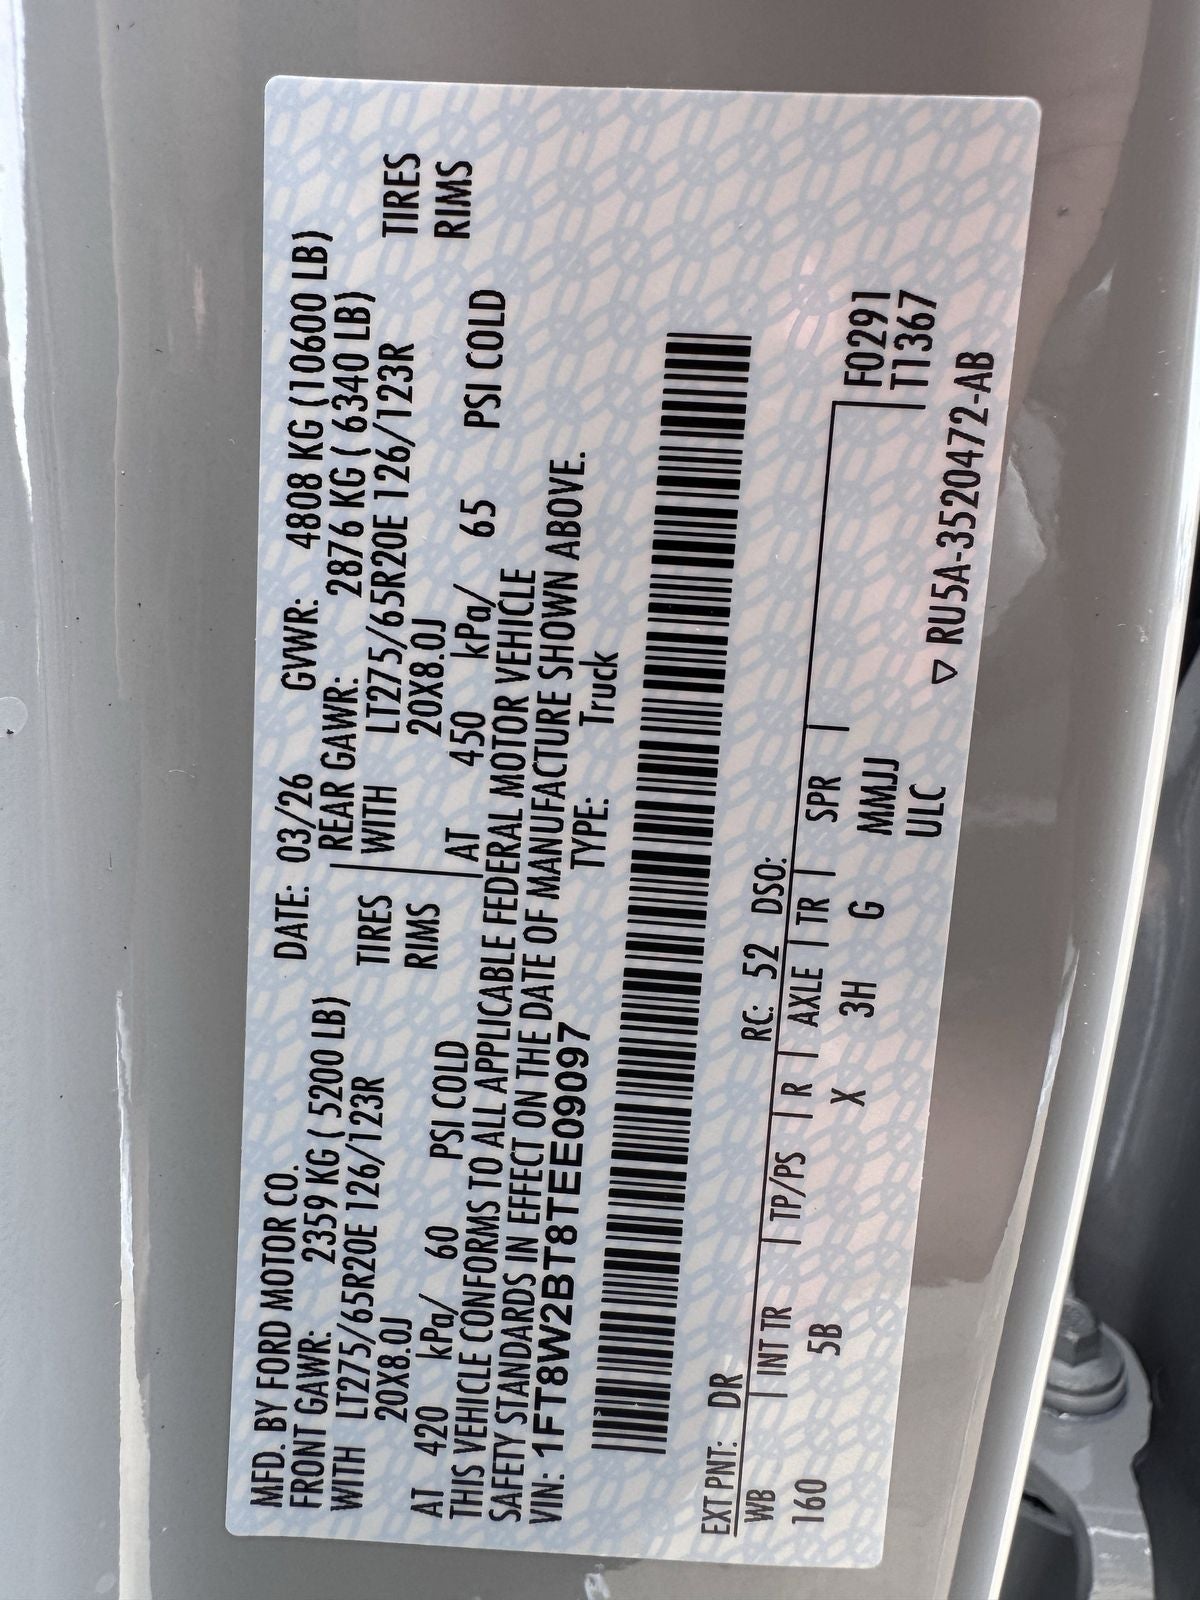 MFD. BY FORD MOTOR CO.
DATE: 03/26 GVWR: 4808 KG (10600 LB)
FRONT GAWR: 2359 KG ( 5200 LB) REAR GAWR: 2876 KG ( 6340 LB)
WITH LT275/65R20E 126/123R TIRES WITH LT275/65R20E 126/123R TIRES
20X8.0J RIMS 20X8.0J RIMS
AT 420 kPa/ 60 PSI COLD AT 450 kPa/ 65 PSI COLD
THIS VEHICLE CONFORMS TO ALL APPLICABLE FEDERAL MOTOR VEHICLE
SAFETY STANDARDS IN EFFECT ON THE DATE OF MANUFACTURE SHOWN ABOVE.
VIN: 1FT8W2BT8TEE09097 TYPE: Truck
EXT PNT: DR RC: 52 DSO:
WB | INT TR | TP/PS | R | AXLE | TR | SPR |
160 5B X 3H G MMJJ F0291
ULC T1367
▽ RU5A-3520472-AB